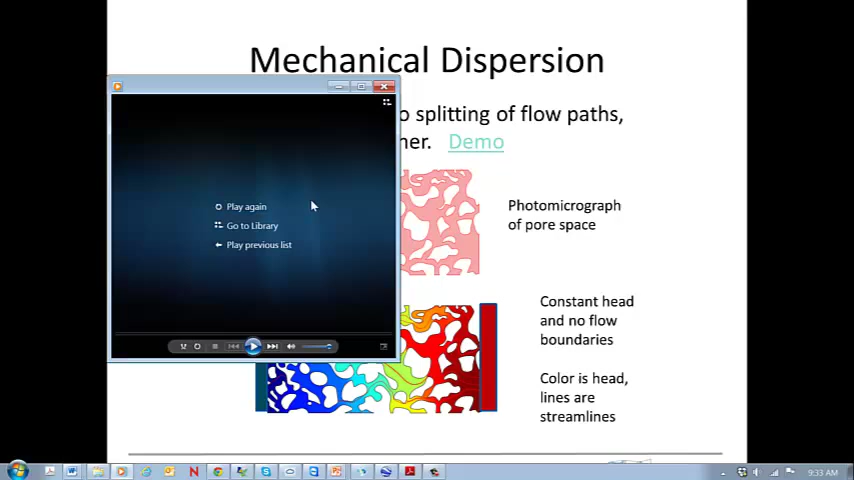 Mechanical Dispersion
o splitting of flow paths,
ner. Demo
Play again
Go to Library
Play previous list
Photomicrograph
of pore space
Constant head
and no flow
boundaries
Color is head,
lines are
streamlines
9:33 AM